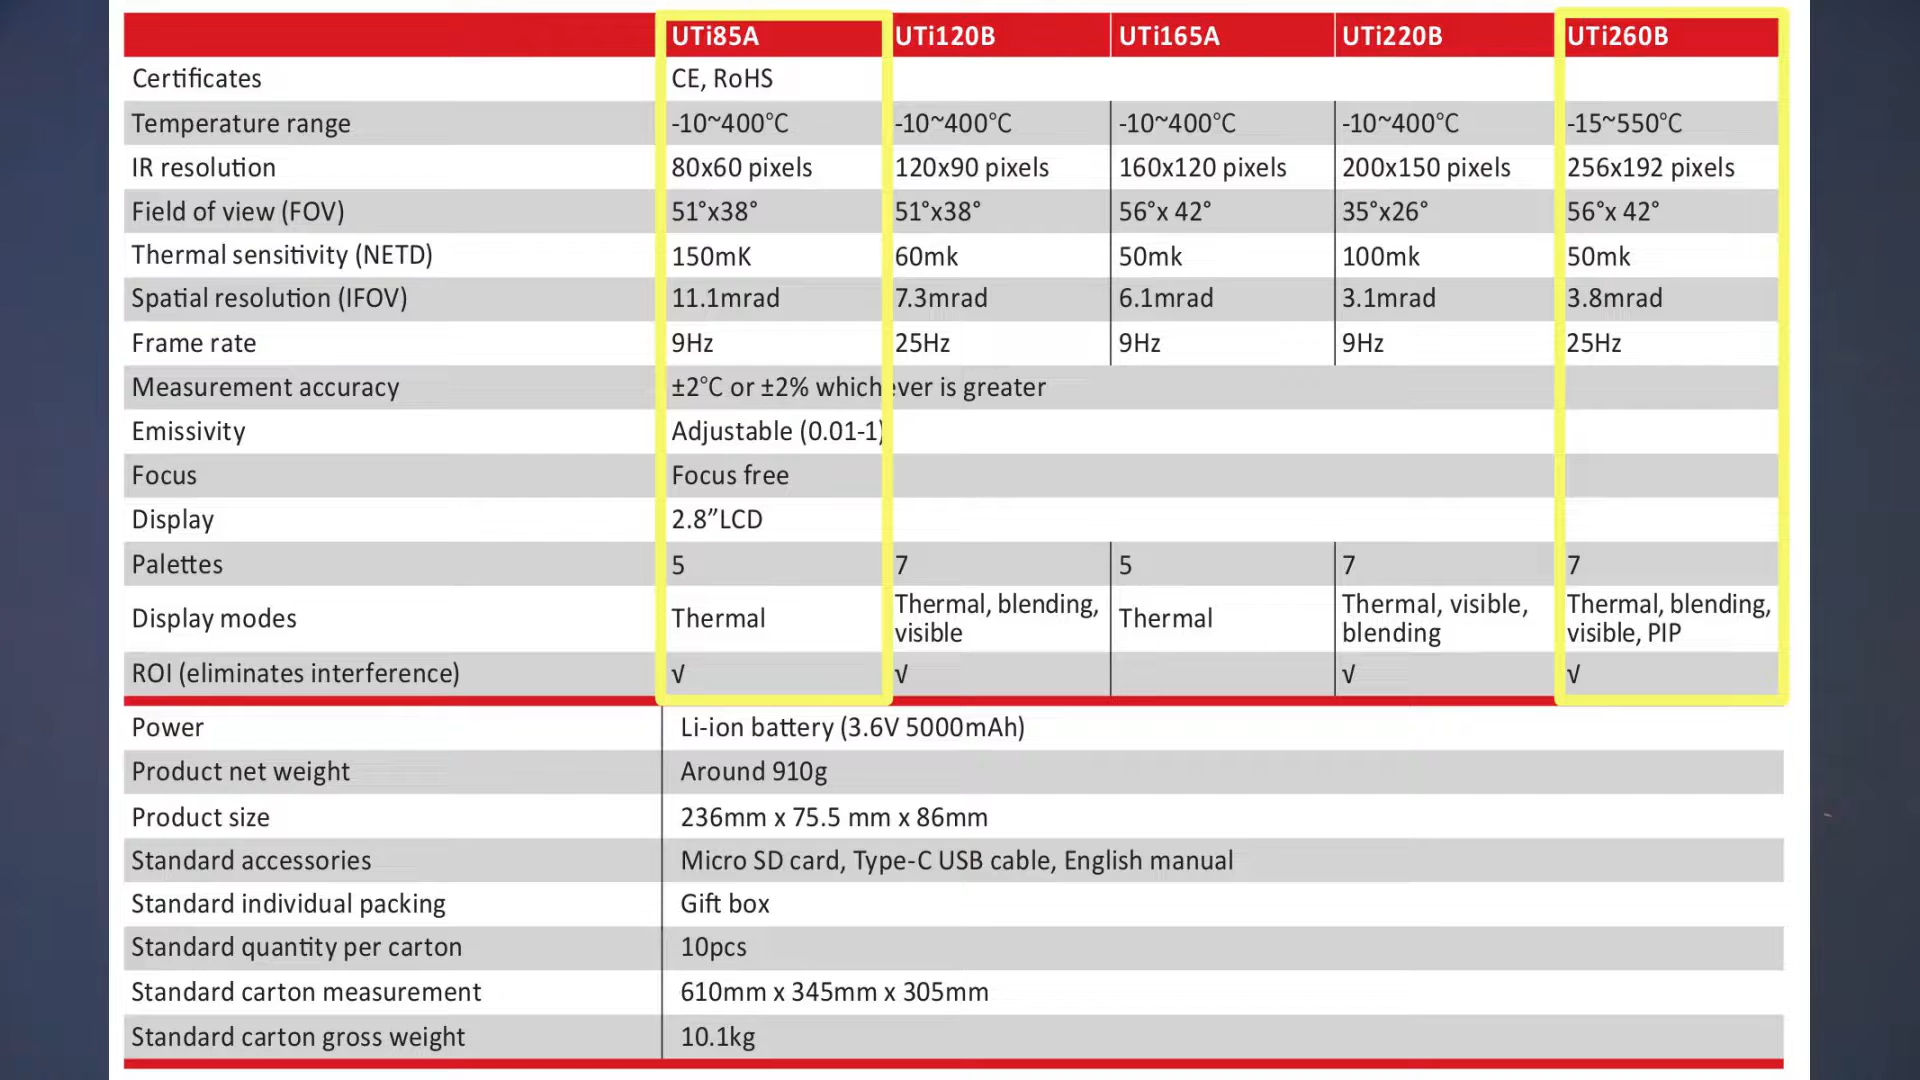 UTi85A UTi120B UTi165A UTi220B UTi260B
Certificates CE, RoHS
Temperature range -10~400°C -10~400°C -10~400°C -10~400°C -15~550°C
IR resolution 80x60 pixels 120x90 pixels 160x120 pixels 200x150 pixels 256x192 pixels
Field of view (FOV) 51°x38° 51°x38° 56°x 42° 35°x26° 56°x 42°
Thermal sensitivity (NETD) 150mK 60mk 50mk 100mk 50mk
Spatial resolution (IFOV) 11.1mrad 7.3mrad 6.1mrad 3.1mrad 3.8mrad
Frame rate 9Hz 25Hz 9Hz 9Hz 25Hz
Measurement accuracy ±2°C or ±2% whichever is greater
Emissivity Adjustable (0.01-1)
Focus Focus free
Display 2.8”LCD
Palettes 5 7 5 7 7
Display modes Thermal Thermal, blending, visible Thermal Thermal, visible, blending Thermal, blending, visible, PIP
ROI (eliminates interference) √ √ √ √
Power Li-ion battery (3.6V 5000mAh)
Product net weight Around 910g
Product size 236mm x 75.5 mm x 86mm
Standard accessories Micro SD card, Type-C USB cable, English manual
Standard individual packing Gift box
Standard quantity per carton 10pcs
Standard carton measurement 610mm x 345mm x 305mm
Standard carton gross weight 10.1kg